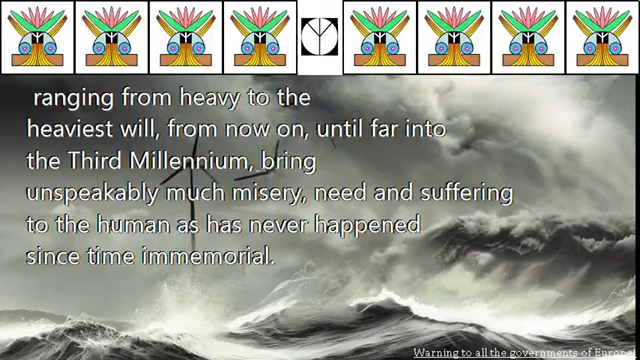 ranging from heavy to the
heaviest will, from now on, until far into
the Third Millennium, bring
unspeakably much misery, need and suffering
to the human as has never happened
since time immemorial.
Warning to all the governments of Europe